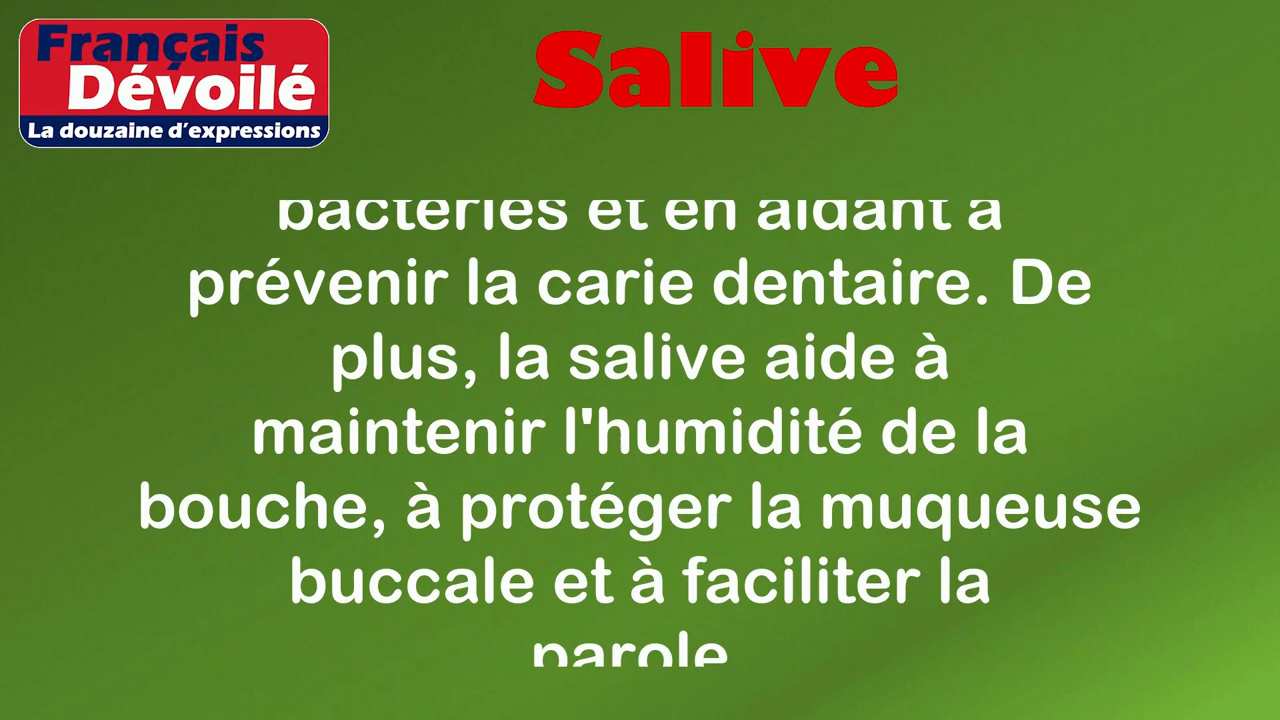 Français
Dévoilé
La douzaine d'expressions
Salive
bactéries et en aidant à
prévenir la carie dentaire. De
plus, la salive aide à
maintenir l'humidité de la
bouche, à protéger la muqueuse
buccale et à faciliter la
parole